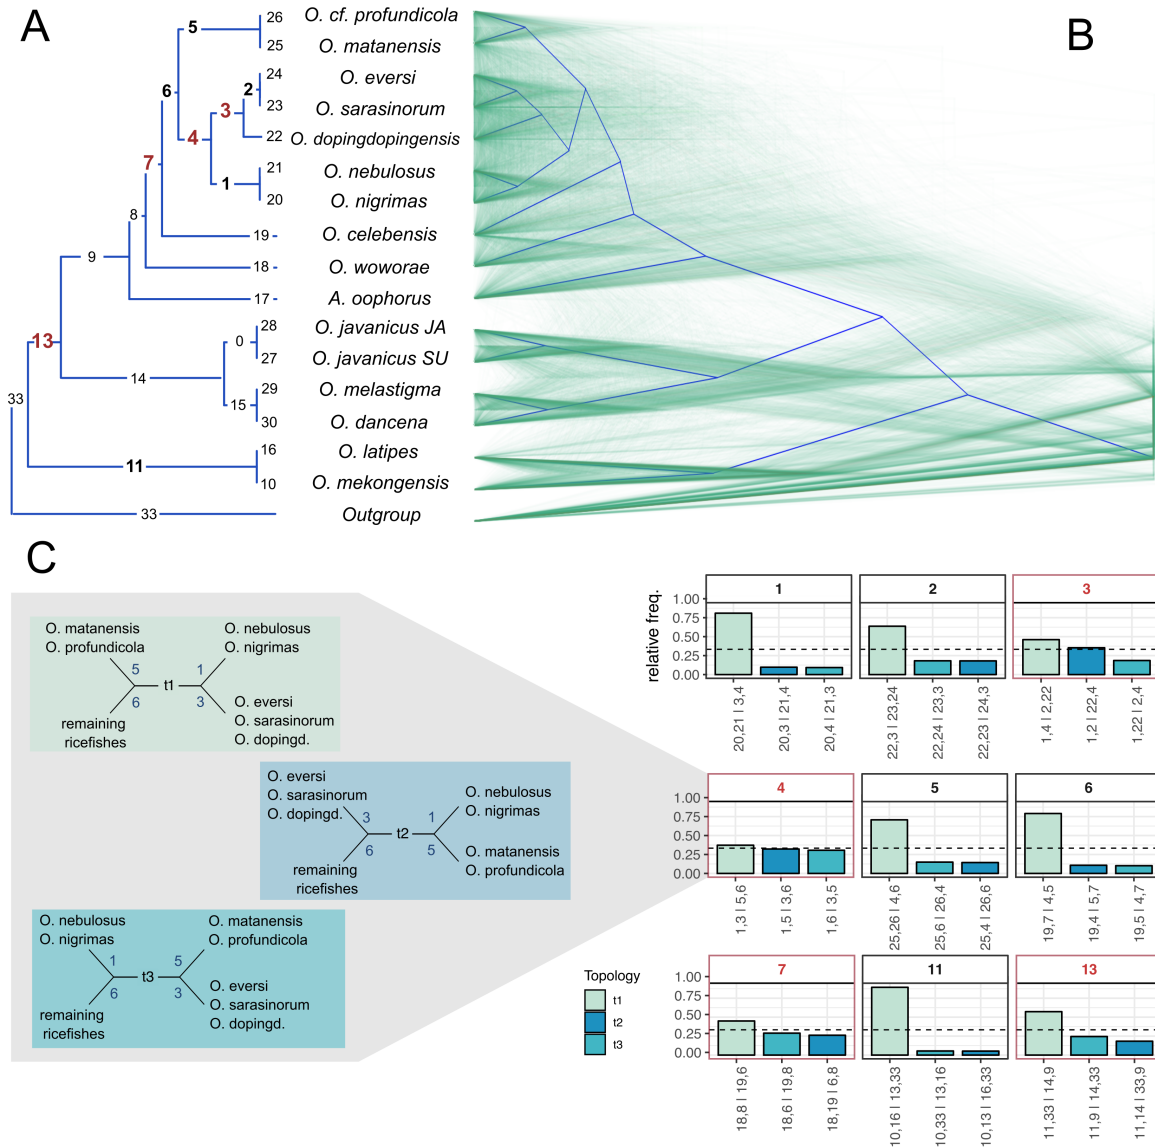 A
B
5
26
25
6
2
24
23
3
4
22
7
21
1
20
8
19
9
18
17
13
28
0
27
14
29
15
30
33
16
11
10
33
O. cf. profundicola
O. matanensis
O. eversi
O. sarasinorum
O. dopingdopingensis
O. nebulosus
O. nigrimas
O. celebensis
O. woworae
A. oophorus
O. javanicus JA
O. javanicus SU
O. melastigma
O. dancena
O. latipes
O. mekongensis
Outgroup
C
O. matanensis
O. profundicola
O. nebulosus
O. nigrimas
5
1
t1
6
3
remaining
ricefishes
O. eversi
O. sarasinorum
O. dopingd.
O. eversi
O. sarasinorum
O. dopingd.
O. nebulosus
O. nigrimas
3
1
t2
6
5
remaining
ricefishes
O. matanensis
O. profundicola
O. nebulosus
O. nigrimas
O. matanensis
O. profundicola
1
5
t3
6
3
remaining
ricefishes
O. eversi
O. sarasinorum
O. dopingd.
relative freq.
1
2
3
1.00
0.75
0.50
0.25
0.00
20,21 | 3,4
20,3 | 21,4
20,4 | 21,3
22,3 | 23,24
22,24 | 23,3
22,23 | 24,3
1,4 | 2,22
1,2 | 22,4
1,22 | 2,4
4
5
6
1.00
0.75
0.50
0.25
0.00
1,3 | 5,6
1,5 | 3,6
1,6 | 3,5
25,26 | 4,6
25,6 | 26,4
25,4 | 26,6
19,7 | 4,5
19,4 | 5,7
19,5 | 4,7
7
11
13
1.00
0.75
0.50
0.25
0.00
18,8 | 19,6
18,6 | 19,8
18,19 | 6,8
10,16 | 13,33
10,33 | 13,16
10,13 | 16,33
11,33 | 14,9
11,9 | 14,33
11,14 | 33,9
Topology
t1
t2
t3